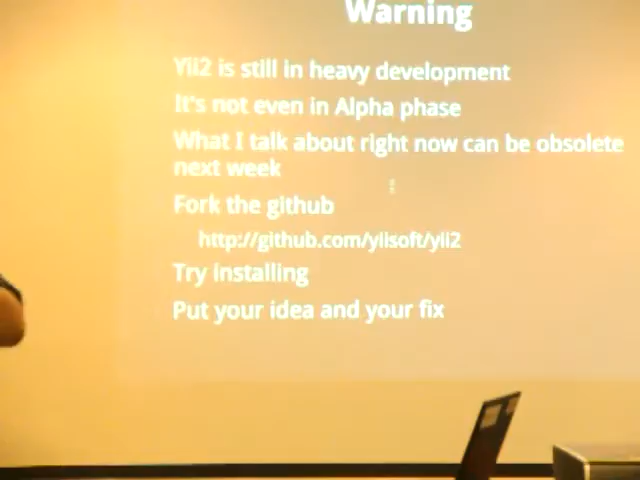 Warning
Yii2 is still in heavy development
It's not even in Alpha phase
What I talk about right now can be obsolete
next week
Fork the github
http://github.com/yiisoft/yii2
Try installing
Put your idea and your fix